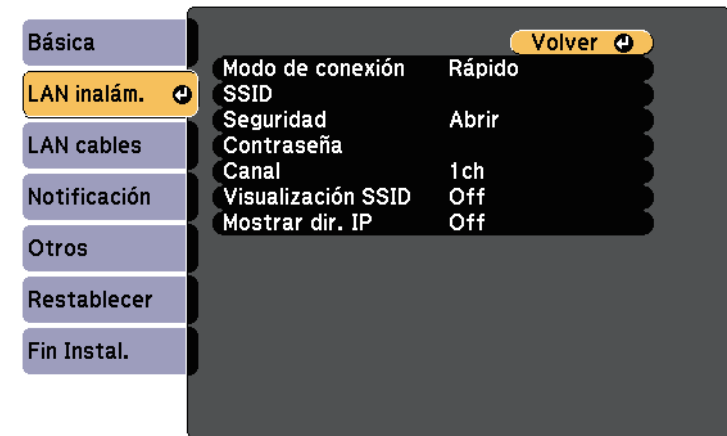 Básica
LAN inalám.
LAN cables
Notificación
Otros
Restablecer
Fin Instal.
Volver
Modo de conexión Rápido
SSID
Seguridad Abrir
Contraseña
Canal 1ch
Visualización SSID Off
Mostrar dir. IP Off